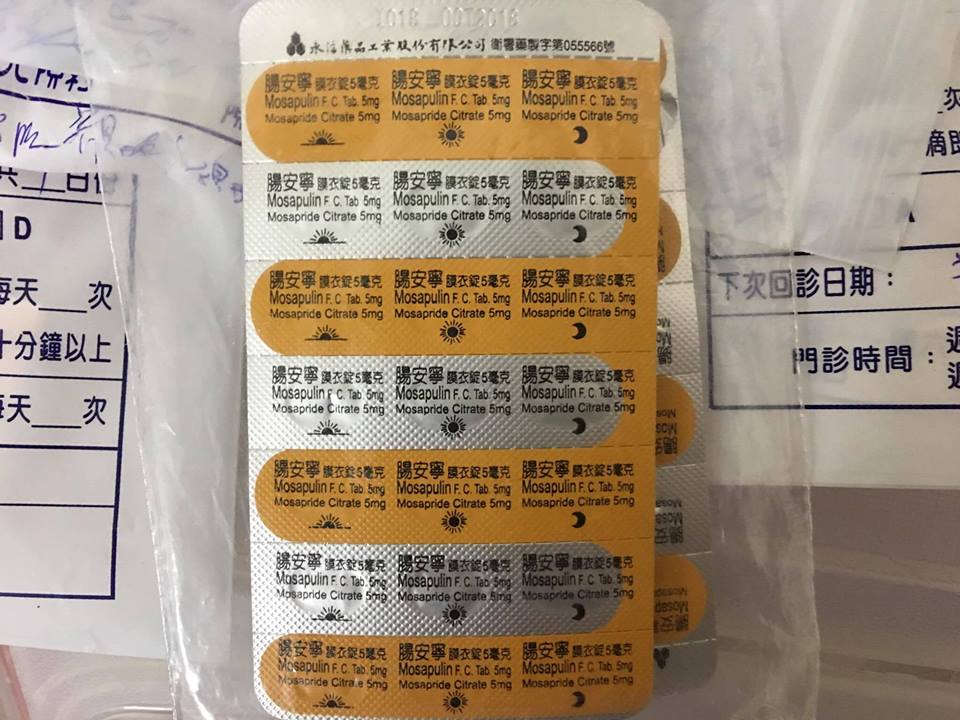 1018 OCT2018
永信藥品工業股份有限公司 衛署藥製字第055566號
腸安寧 膜衣錠5毫克 腸安寧 膜衣錠5毫克 腸安寧 膜衣錠5毫克
Mosapulin F. C. Tab. 5mg Mosapulin F. C. Tab. 5mg Mosapulin F. C. Tab. 5mg
Mosapride Citrate 5mg Mosapride Citrate 5mg Mosapride Citrate 5mg
腸安寧 膜衣錠5毫克 腸安寧 膜衣錠5毫克 腸安寧 膜衣錠5毫克
Mosapulin F. C. Tab. 5mg Mosapulin F. C. Tab. 5mg Mosapulin F. C. Tab. 5mg
Mosapride Citrate 5mg Mosapride Citrate 5mg Mosapride Citrate 5mg
腸安寧 膜衣錠5毫克 腸安寧 膜衣錠5毫克 腸安寧 膜衣錠5毫克
Mosapulin F. C. Tab. 5mg Mosapulin F. C. Tab. 5mg Mosapulin F. C. Tab. 5mg
Mosapride Citrate 5mg Mosapride Citrate 5mg Mosapride Citrate 5mg
腸安寧 膜衣錠5毫克 腸安寧 膜衣錠5毫克 腸安寧 膜衣錠5毫克
Mosapulin F. C. Tab. 5mg Mosapulin F. C. Tab. 5mg Mosapulin F. C. Tab. 5mg
Mosapride Citrate 5mg Mosapride Citrate 5mg Mosapride Citrate 5mg
腸安寧 膜衣錠5毫克 腸安寧 膜衣錠5毫克 腸安寧 膜衣錠5毫克
Mosapulin F. C. Tab. 5mg Mosapulin F. C. Tab. 5mg Mosapulin F. C. Tab. 5mg
Mosapride Citrate 5mg Mosapride Citrate 5mg Mosapride Citrate 5mg
腸安寧 膜衣錠5毫克 腸安寧 膜衣錠5毫克 腸安寧 膜衣錠5毫克
Mosapulin F. C. Tab. 5mg Mosapulin F. C. Tab. 5mg Mosapulin F. C. Tab. 5mg
Mosapride Citrate 5mg Mosapride Citrate 5mg Mosapride Citrate 5mg
腸安寧 膜衣錠5毫克 腸安寧 膜衣錠5毫克 腸安寧 膜衣錠5毫克
Mosapulin F. C. Tab. 5mg Mosapulin F. C. Tab. 5mg Mosapulin F. C. Tab. 5mg
Mosapride Citrate 5mg Mosapride Citrate 5mg Mosapride Citrate 5mg
D
每天___次
十分鐘以上
每天___次
次
滴
下次回診日期：
門診時間：